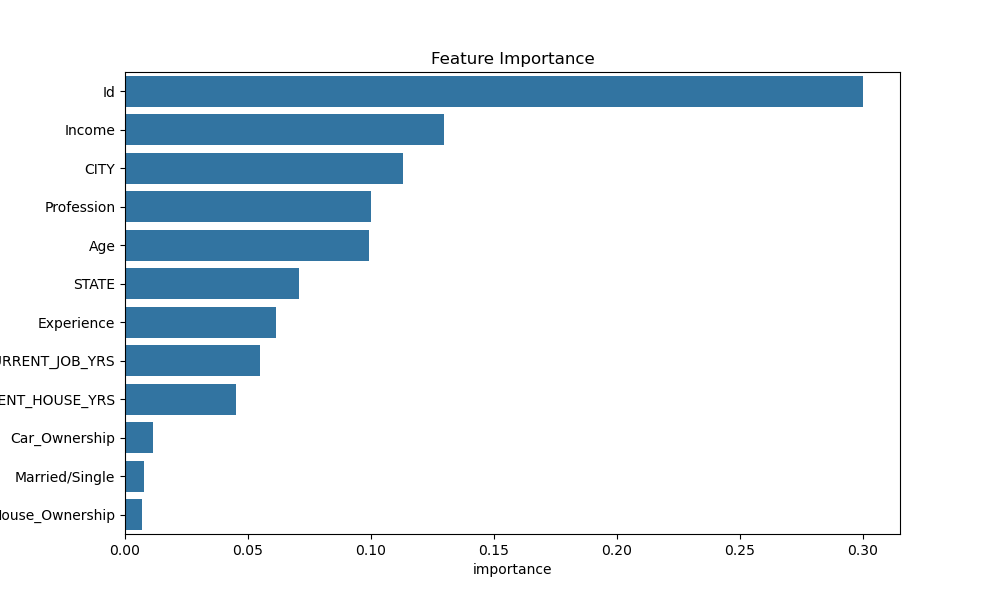 Feature Importance
Id
Income
CITY
Profession
Age
STATE
Experience
URRENT_JOB_YRS
ENT_HOUSE_YRS
Car_Ownership
Married/Single
House_Ownership
0.00 0.05 0.10 0.15 0.20 0.25 0.30
importance